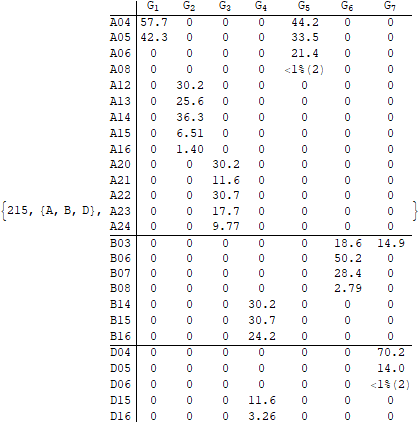 G1 G2 G3 G4 G5 G6 G7
A04 57.7 0 0 0 44.2 0 0
A05 42.3 0 0 0 33.5 0 0
A06 0 0 0 0 21.4 0 0
A08 0 0 0 0 <1%(2) 0 0
A12 0 30.2 0 0 0 0 0
A13 0 25.6 0 0 0 0 0
A14 0 36.3 0 0 0 0 0
A15 0 6.51 0 0 0 0 0
A16 0 1.40 0 0 0 0 0
A20 0 0 30.2 0 0 0 0
A21 0 0 11.6 0 0 0 0
A22 0 0 30.7 0 0 0 0
{215, {A, B, D}, A23 0 0 17.7 0 0 0 0 }
A24 0 0 9.77 0 0 0 0
B03 0 0 0 0 0 18.6 14.9
B06 0 0 0 0 0 50.2 0
B07 0 0 0 0 0 28.4 0
B08 0 0 0 0 0 2.79 0
B14 0 0 0 30.2 0 0 0
B15 0 0 0 30.7 0 0 0
B16 0 0 0 24.2 0 0 0
D04 0 0 0 0 0 0 70.2
D05 0 0 0 0 0 0 14.0
D06 0 0 0 0 0 0 <1%(2)
D15 0 0 0 11.6 0 0 0
D16 0 0 0 3.26 0 0 0